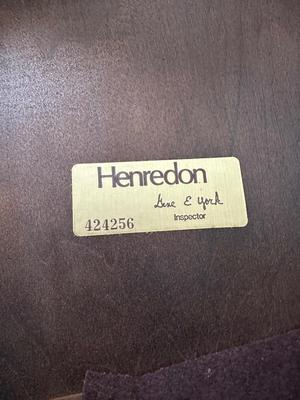 Henredon
Gene E York
Inspector
424256